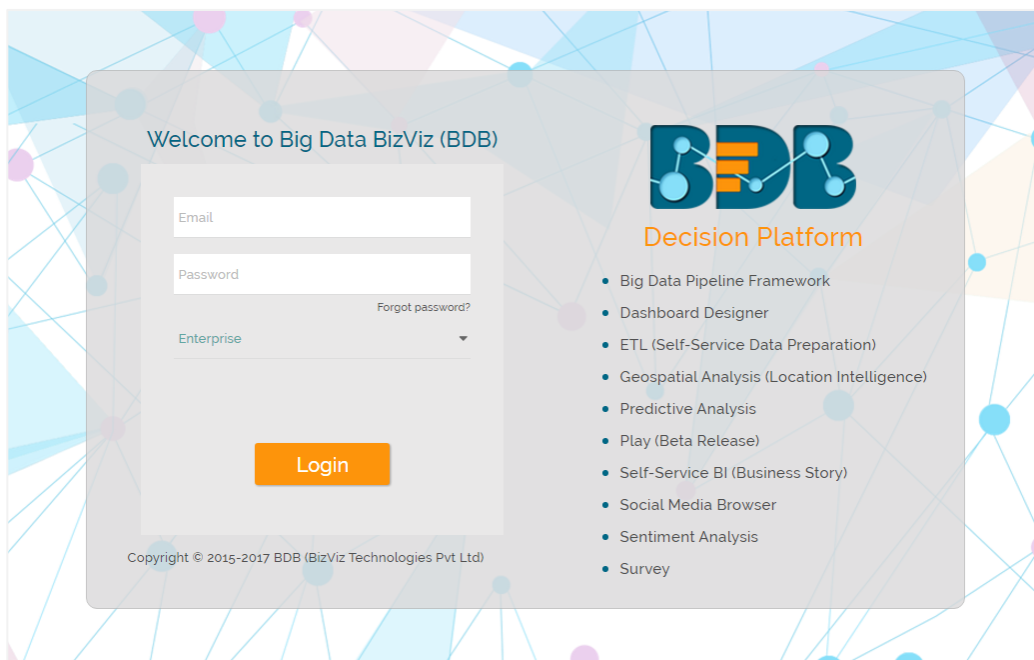 Welcome to Big Data BizViz (BDB)
Email
Password
Forgot password?
Enterprise
Login
Copyright © 2015-2017 BDB (BizViz Technologies Pvt Ltd)
BDB
Decision Platform
Big Data Pipeline Framework
Dashboard Designer
ETL (Self-Service Data Preparation)
Geospatial Analysis (Location Intelligence)
Predictive Analysis
Play (Beta Release)
Self-Service BI (Business Story)
Social Media Browser
Sentiment Analysis
Survey